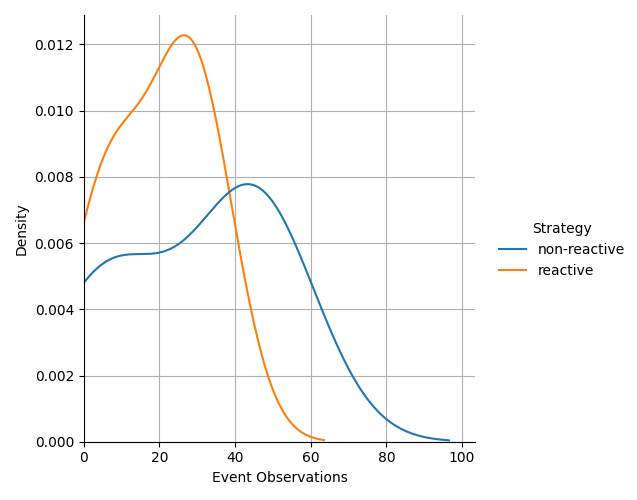 0.012
0.010
0.008
0.006
0.004
0.002
0.000
Density
0 20 40 60 80 100
Event Observations
Strategy
non-reactive
reactive